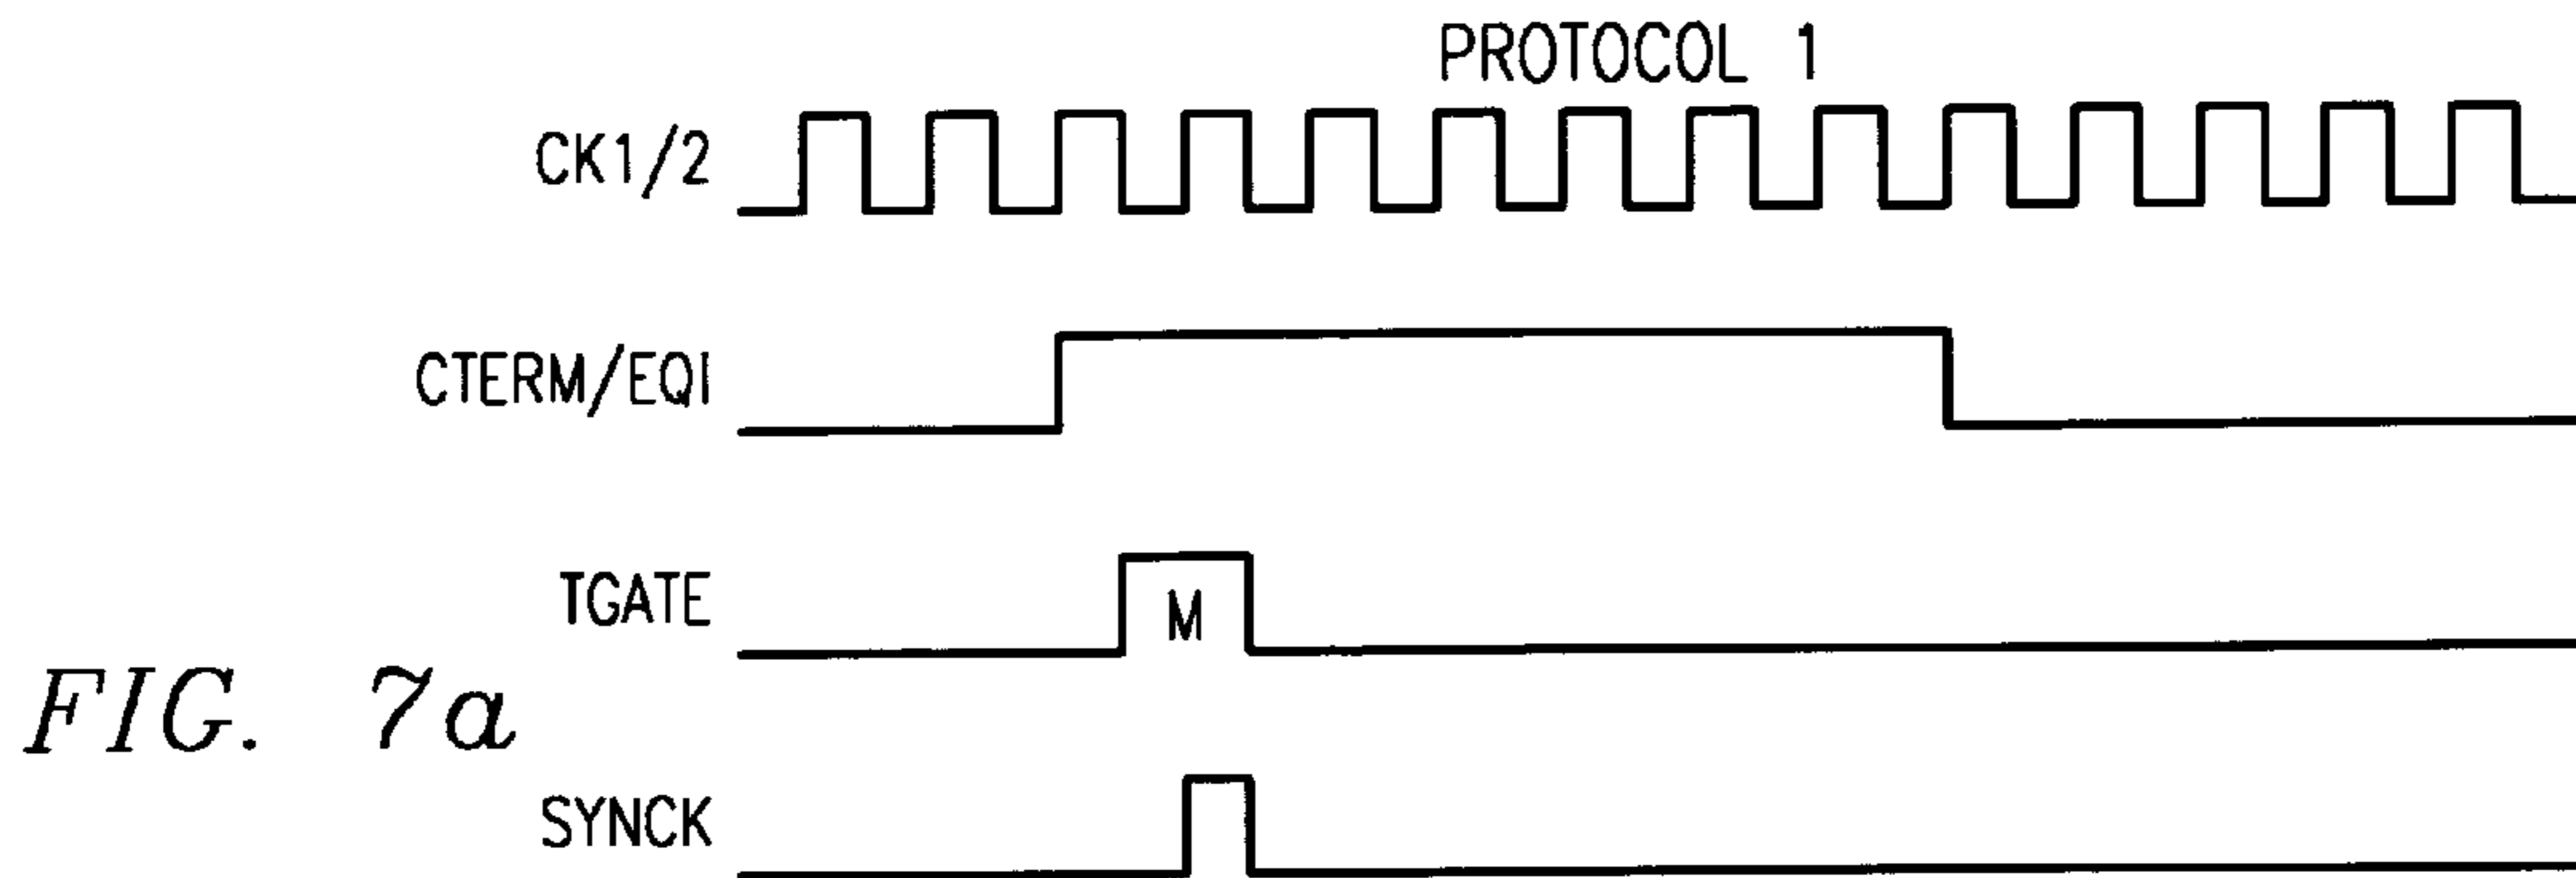 PROTOCOL 1
CK1/2
CTERM/EQI
TGATE
M
FIG. 7a
SYNCK